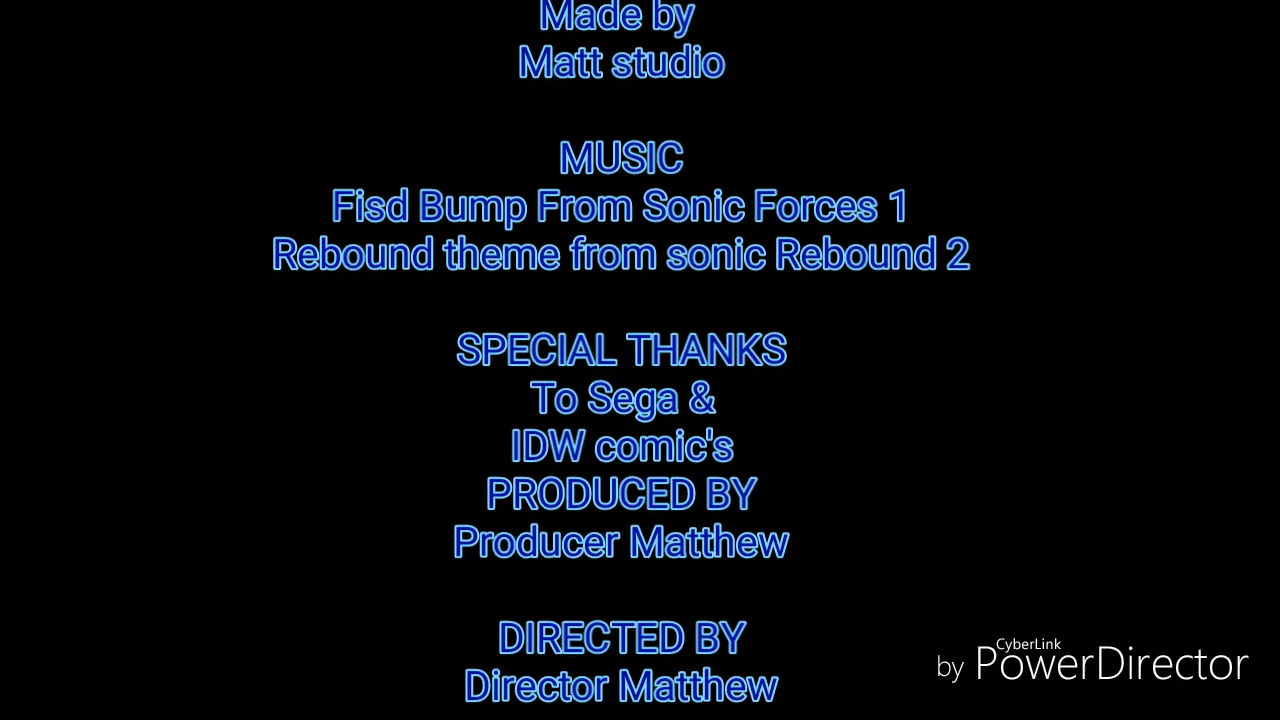 Made by
Matt studio
MUSIC
Fisd Bump From Sonic Forces 1
Rebound theme from sonic Rebound 2
SPECIAL THANKS
To Sega &
IDW comic's
PRODUCED BY
Producer Matthew
DIRECTED BY
Director Matthew
CyberLink
by PowerDirector